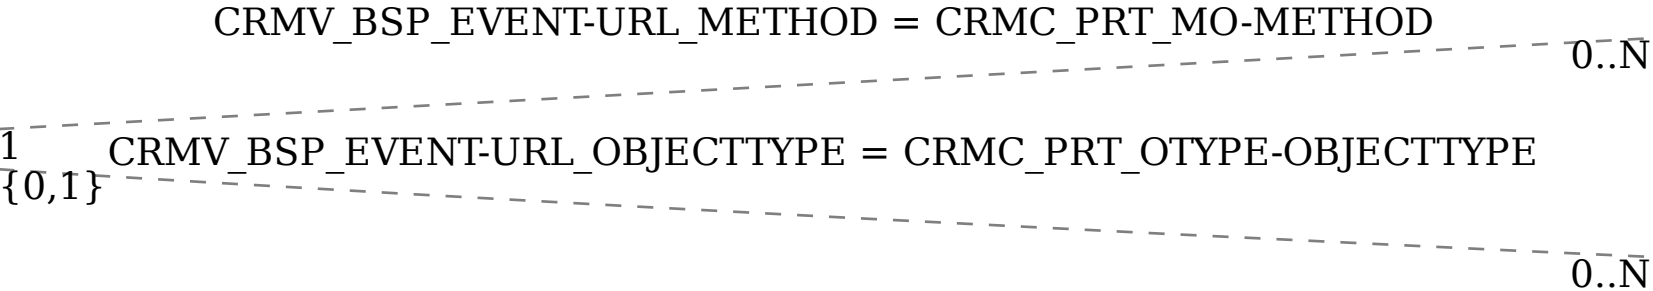 CRMV_BSP_EVENT-URL_METHOD = CRMC_PRT_MO-METHOD
0..N
1
CRMV_BSP_EVENT-URL_OBJECTTYPE = CRMC_PRT_OTYPE-OBJECTTYPE
{0,1}
0..N